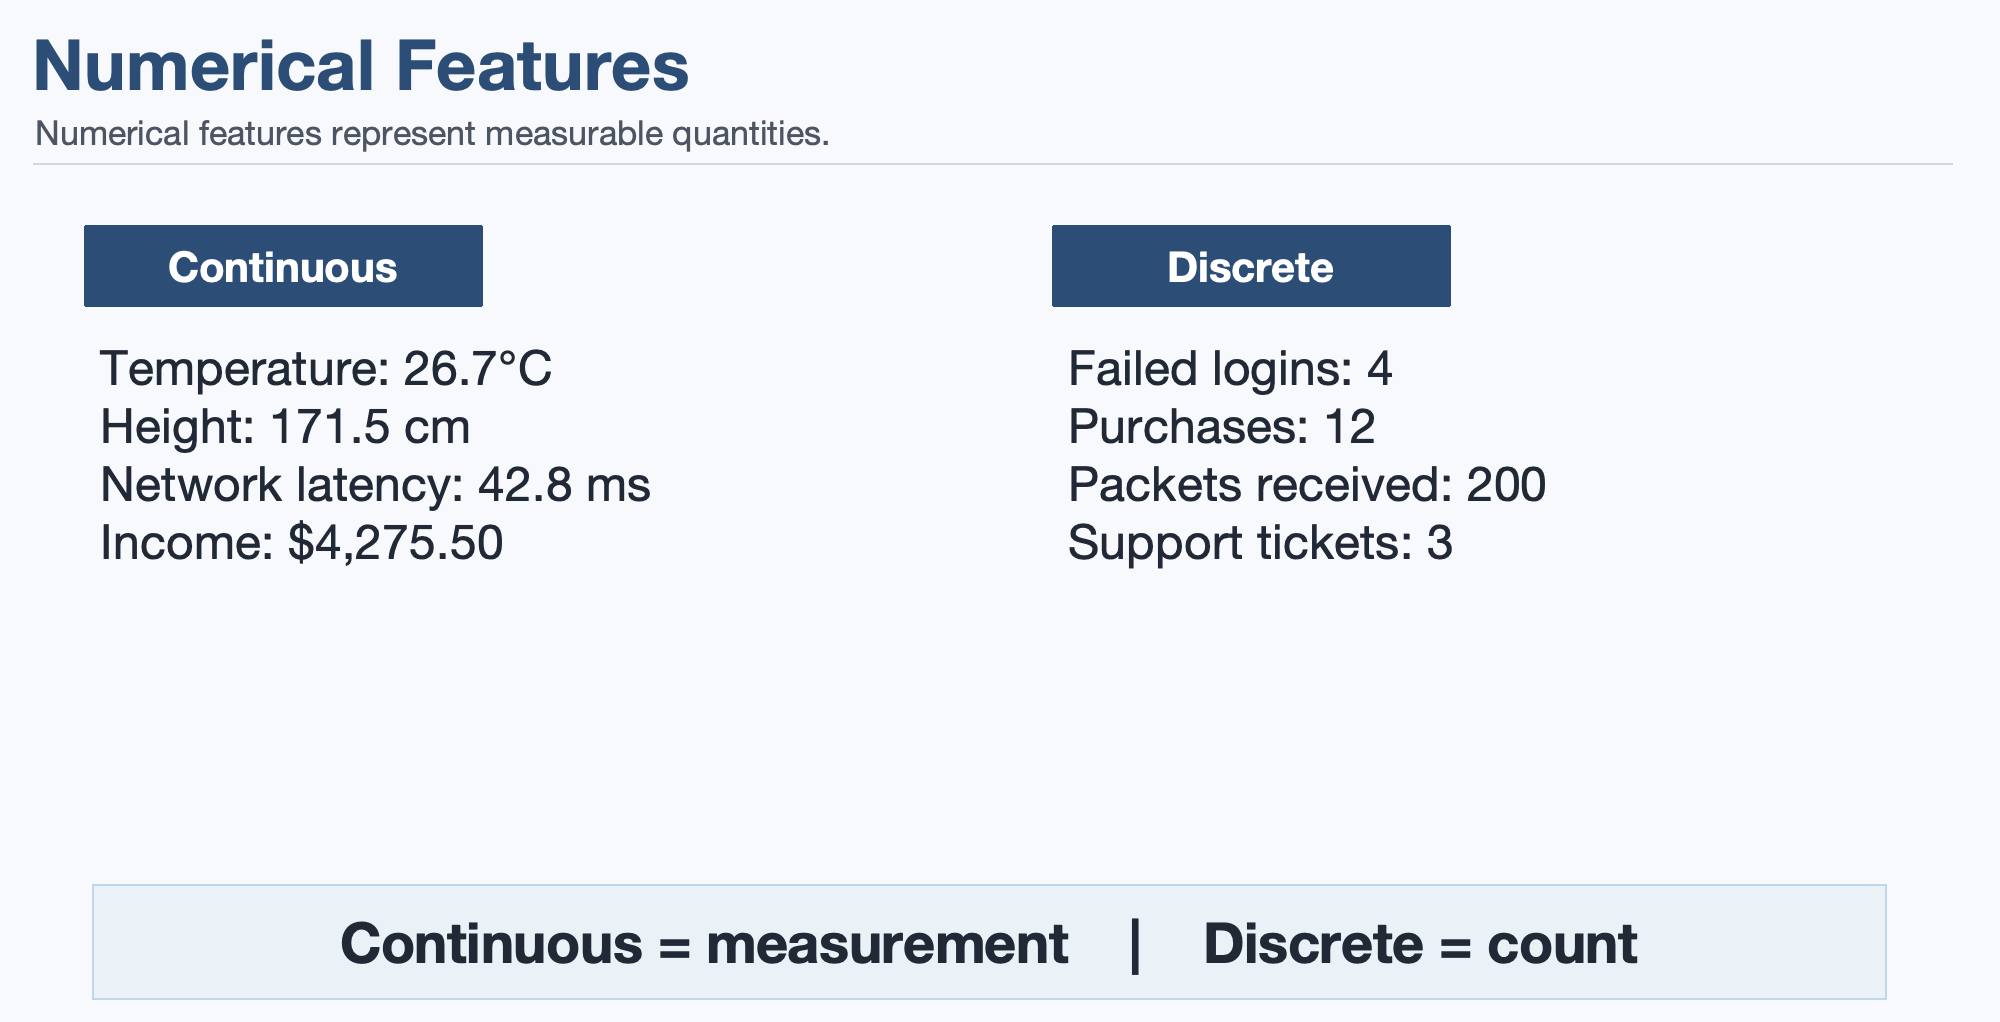 Numerical Features
Numerical features represent measurable quantities.
Continuous
Temperature: 26.7°C
Height: 171.5 cm
Network latency: 42.8 ms
Income: $4,275.50
Discrete
Failed logins: 4
Purchases: 12
Packets received: 200
Support tickets: 3
Continuous = measurement | Discrete = count